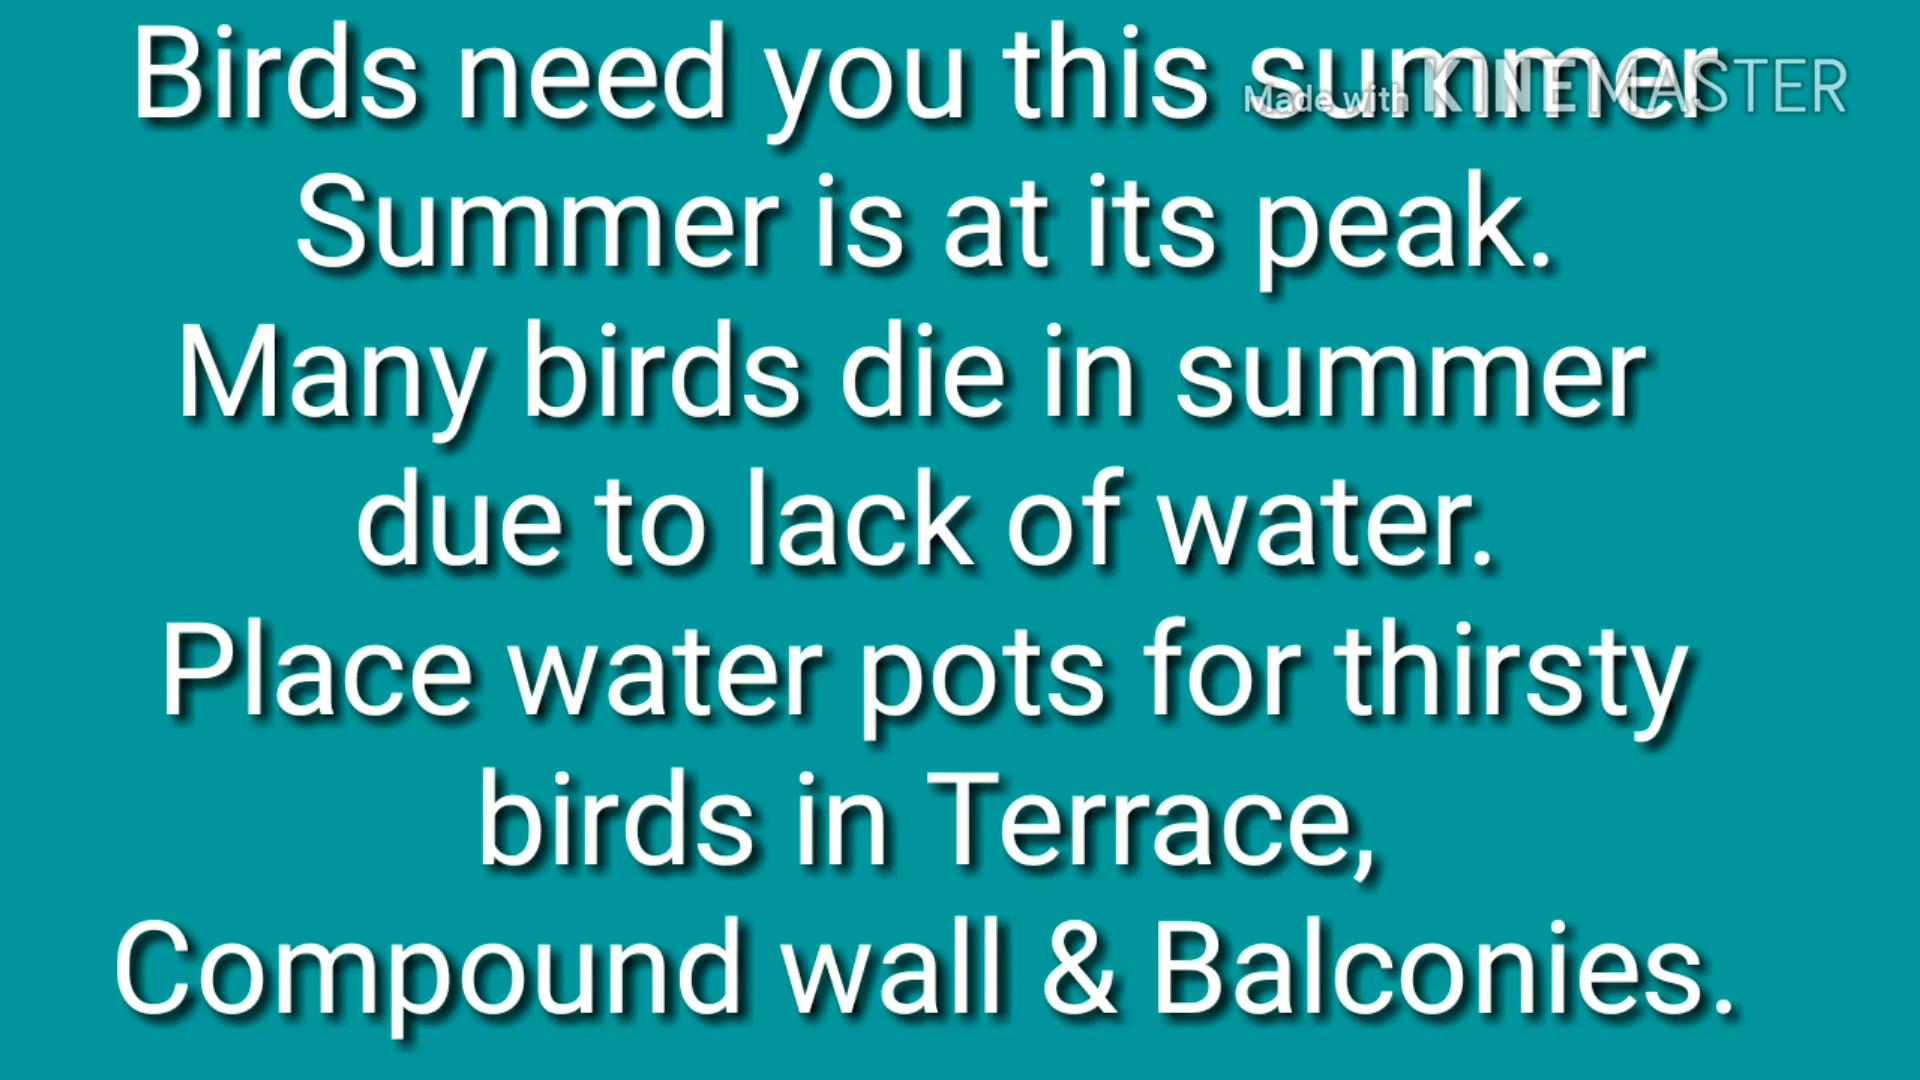 Birds need you this summer
Made with KINEMASTER
Summer is at its peak.
Many birds die in summer
due to lack of water.
Place water pots for thirsty
birds in Terrace,
Compound wall & Balconies.